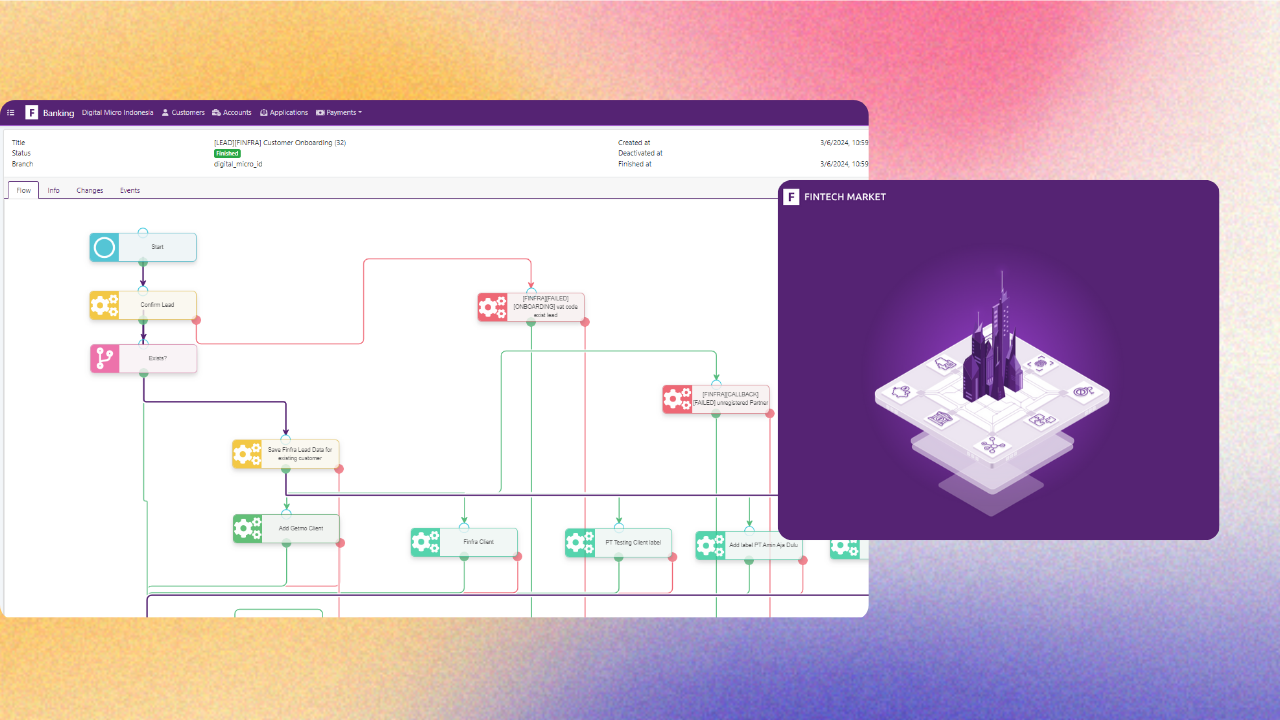 F Banking Digital Micro Indonesia Customers Accounts Applications Payments
Title [LEAD][FINFRA] Customer Onboarding (32) Created at 3/6/2024, 10:59
Status Finished Deactivated at
Branch digital_micro_id Finished at 3/6/2024, 10:59
Flow Info Changes Events
F FINTECH MARKET
Start
Confirm Lead
[FINFRA][FAILED]
[ONBOARDING] vat code
exist lead
Exists?
[FINFRA][CALLBACK]
[FAILED] unregistered Partner
Save Finfra Lead Data for
existing customer
Add Germo Client
Finfra Client
PT Testing Client label
Add label PT Amin Aja Dulu